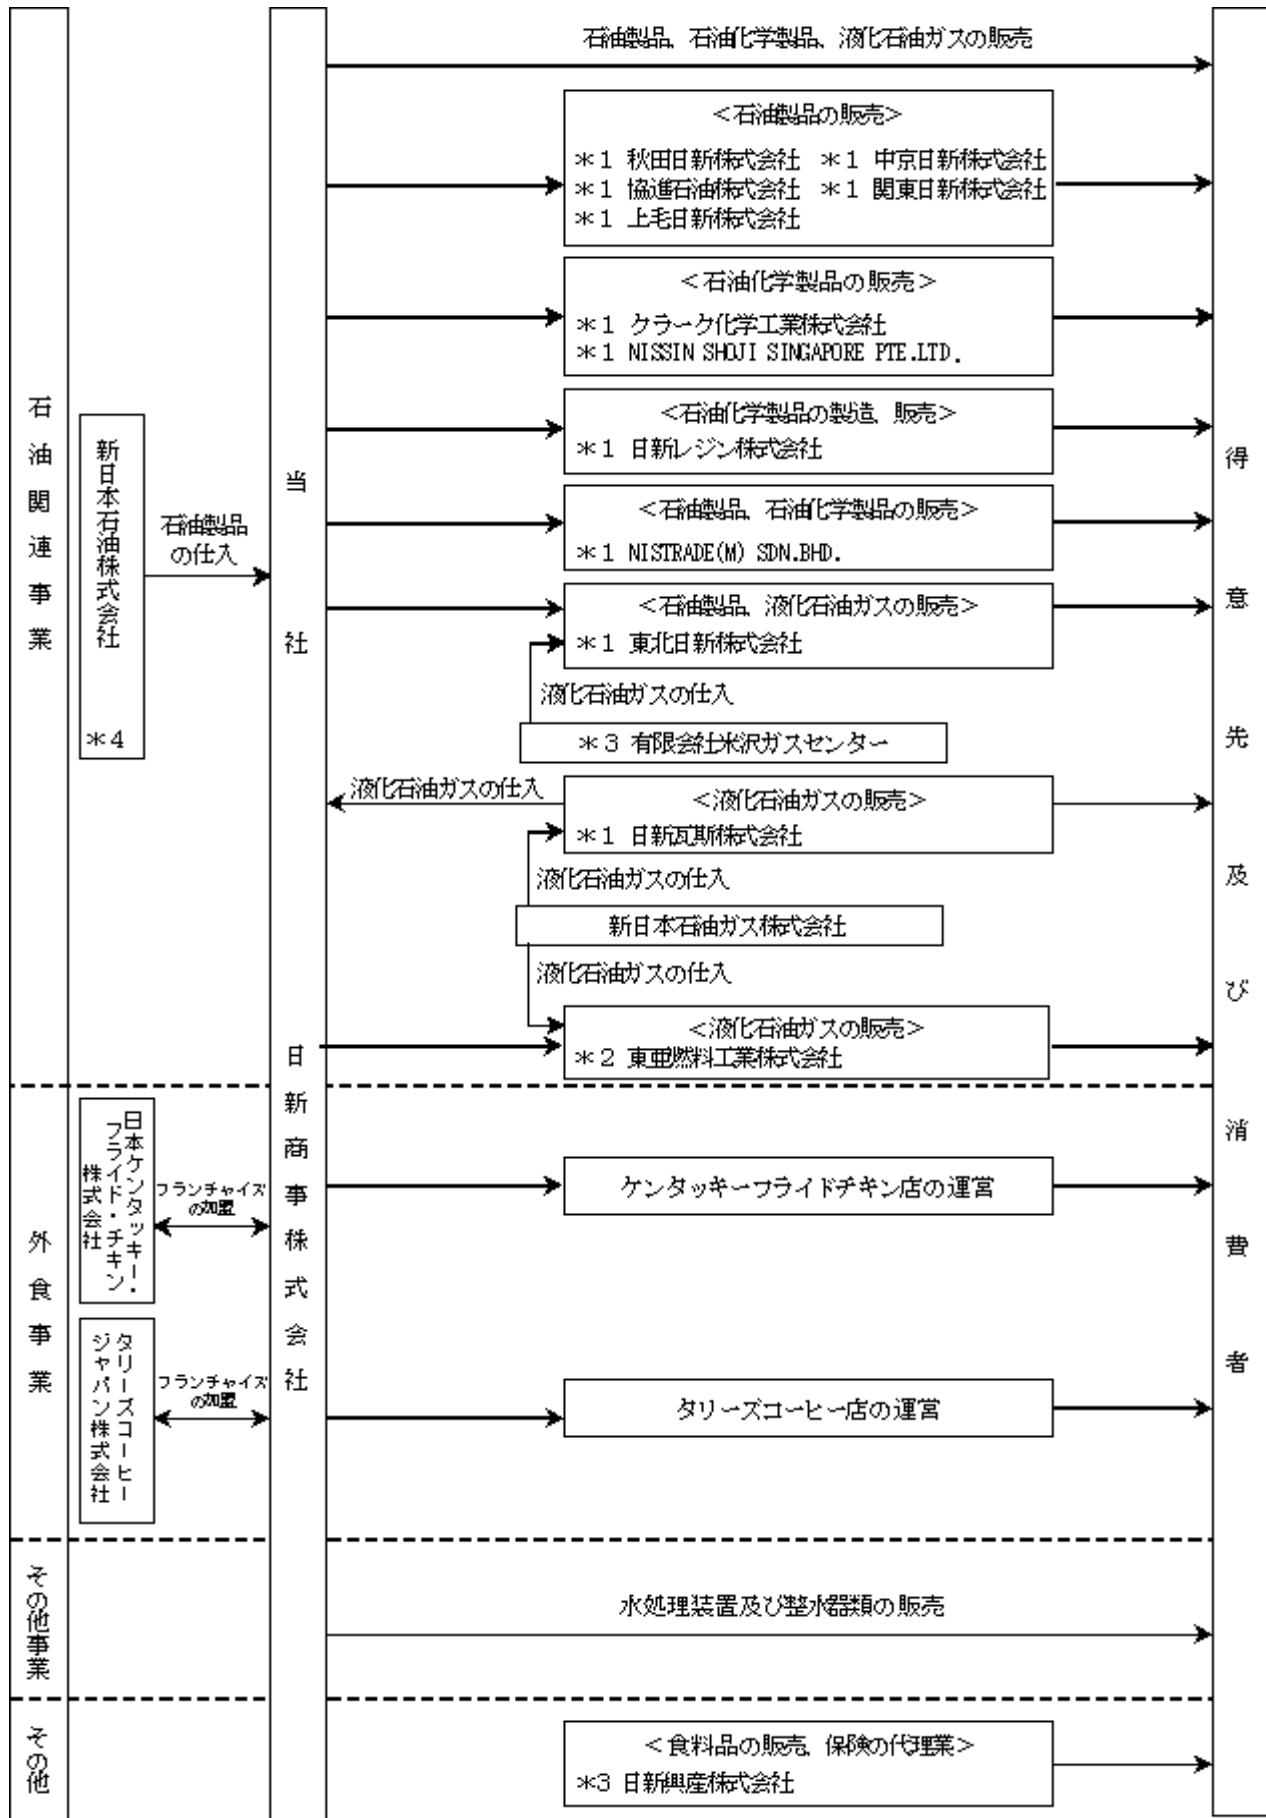 石油関連事業
新日本石油株式会社
＊4
石油製品
の仕入
当社
日新商事株式会社
石油製品、石油化学製品、液化石油ガスの販売
＜石油製品の販売＞
＊1 秋田日新株式会社 ＊1 中京日新株式会社
＊1 協進石油株式会社 ＊1 関東日新株式会社
＊1 上毛日新株式会社
＜石油化学製品の販売＞
＊1 クラーク化学工業株式会社
＊1 NISSIN SHOJI SINGAPORE PTE.LTD.
＜石油化学製品の製造、販売＞
＊1 日新レジン株式会社
＜石油製品、石油化学製品の販売＞
＊1 NISTRADE(M) SDN.BHD.
＜石油製品、液化石油ガスの販売＞
＊1 東北日新株式会社
液化石油ガスの仕入
＊3 有限会社米沢ガスセンター
液化石油ガスの仕入
＜液化石油ガスの販売＞
＊1 日新瓦斯株式会社
液化石油ガスの仕入
新日本石油ガス株式会社
液化石油ガスの仕入
＜液化石油ガスの販売＞
＊2 東亜燃料工業株式会社
得意先及び消費者
外食事業
日本ケンタッキー・
フライド・チキン
株式会社
フランチャイズ
の加盟
ケンタッキーフライドチキン店の運営
タリーズコーヒー
ジャパン株式会社
フランチャイズ
の加盟
タリーズコーヒー店の運営
その他事業
水処理装置及び整水器類の販売
その他
＜食料品の販売、保険の代理業＞
＊3 日新興産株式会社